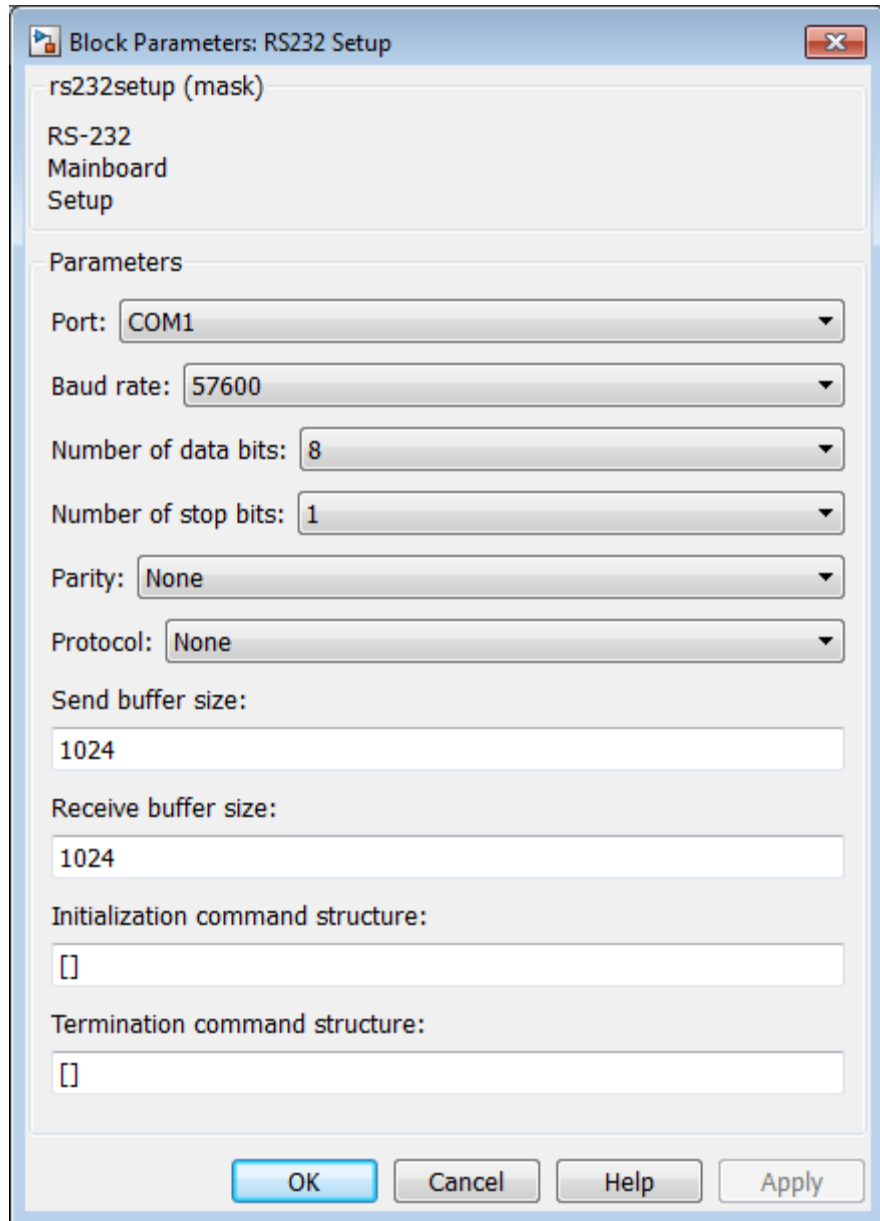 Block Parameters: RS232 Setup
rs232setup (mask)
RS-232
Mainboard
Setup
Parameters
Port: COM1
Baud rate: 57600
Number of data bits: 8
Number of stop bits: 1
Parity: None
Protocol: None
Send buffer size:
1024
Receive buffer size:
1024
Initialization command structure:
[]
Termination command structure:
[]
OK Cancel Help Apply